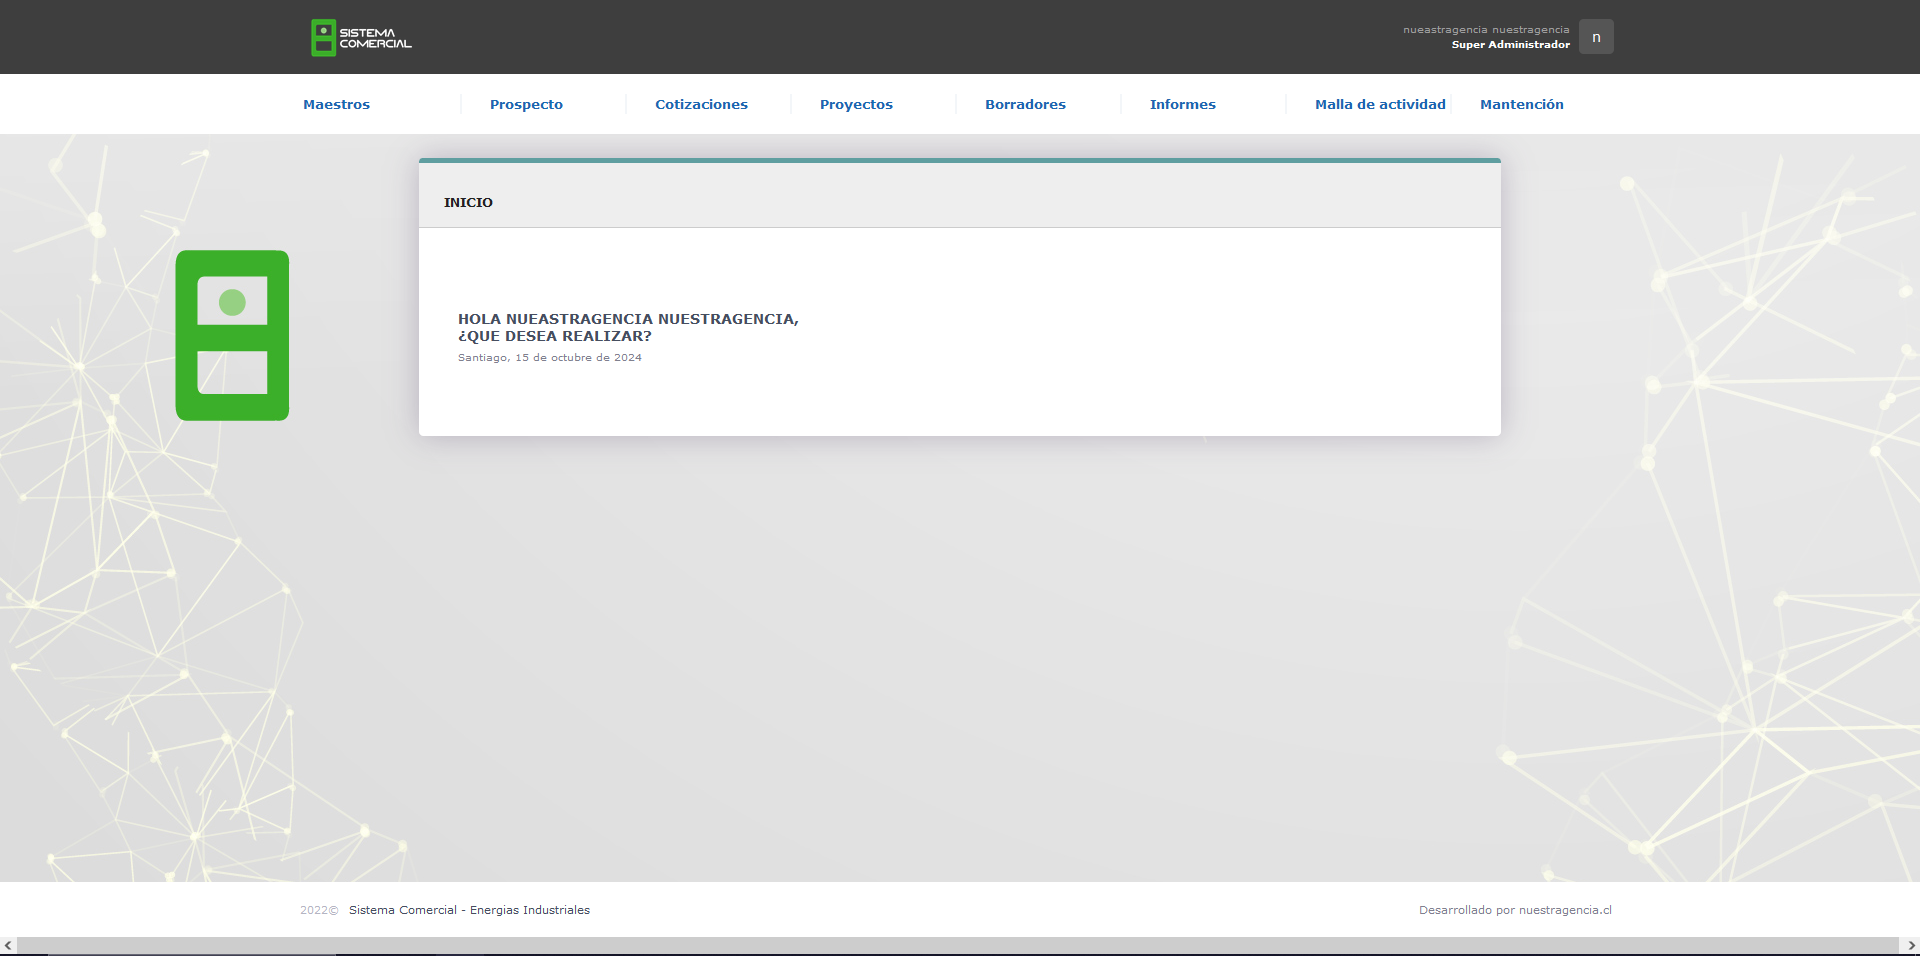 SISTEMA
COMERCIAL
nueastragencia nuestragencia
Super Administrador
n
Maestros
Prospecto
Cotizaciones
Proyectos
Borradores
Informes
Malla de actividad
Mantención
INICIO
HOLA NUEASTRAGENCIA NUESTRAGENCIA,
¿QUE DESEA REALIZAR?
Santiago, 15 de octubre de 2024
2022© Sistema Comercial - Energias Industriales
Desarrollado por nuestragencia.cl